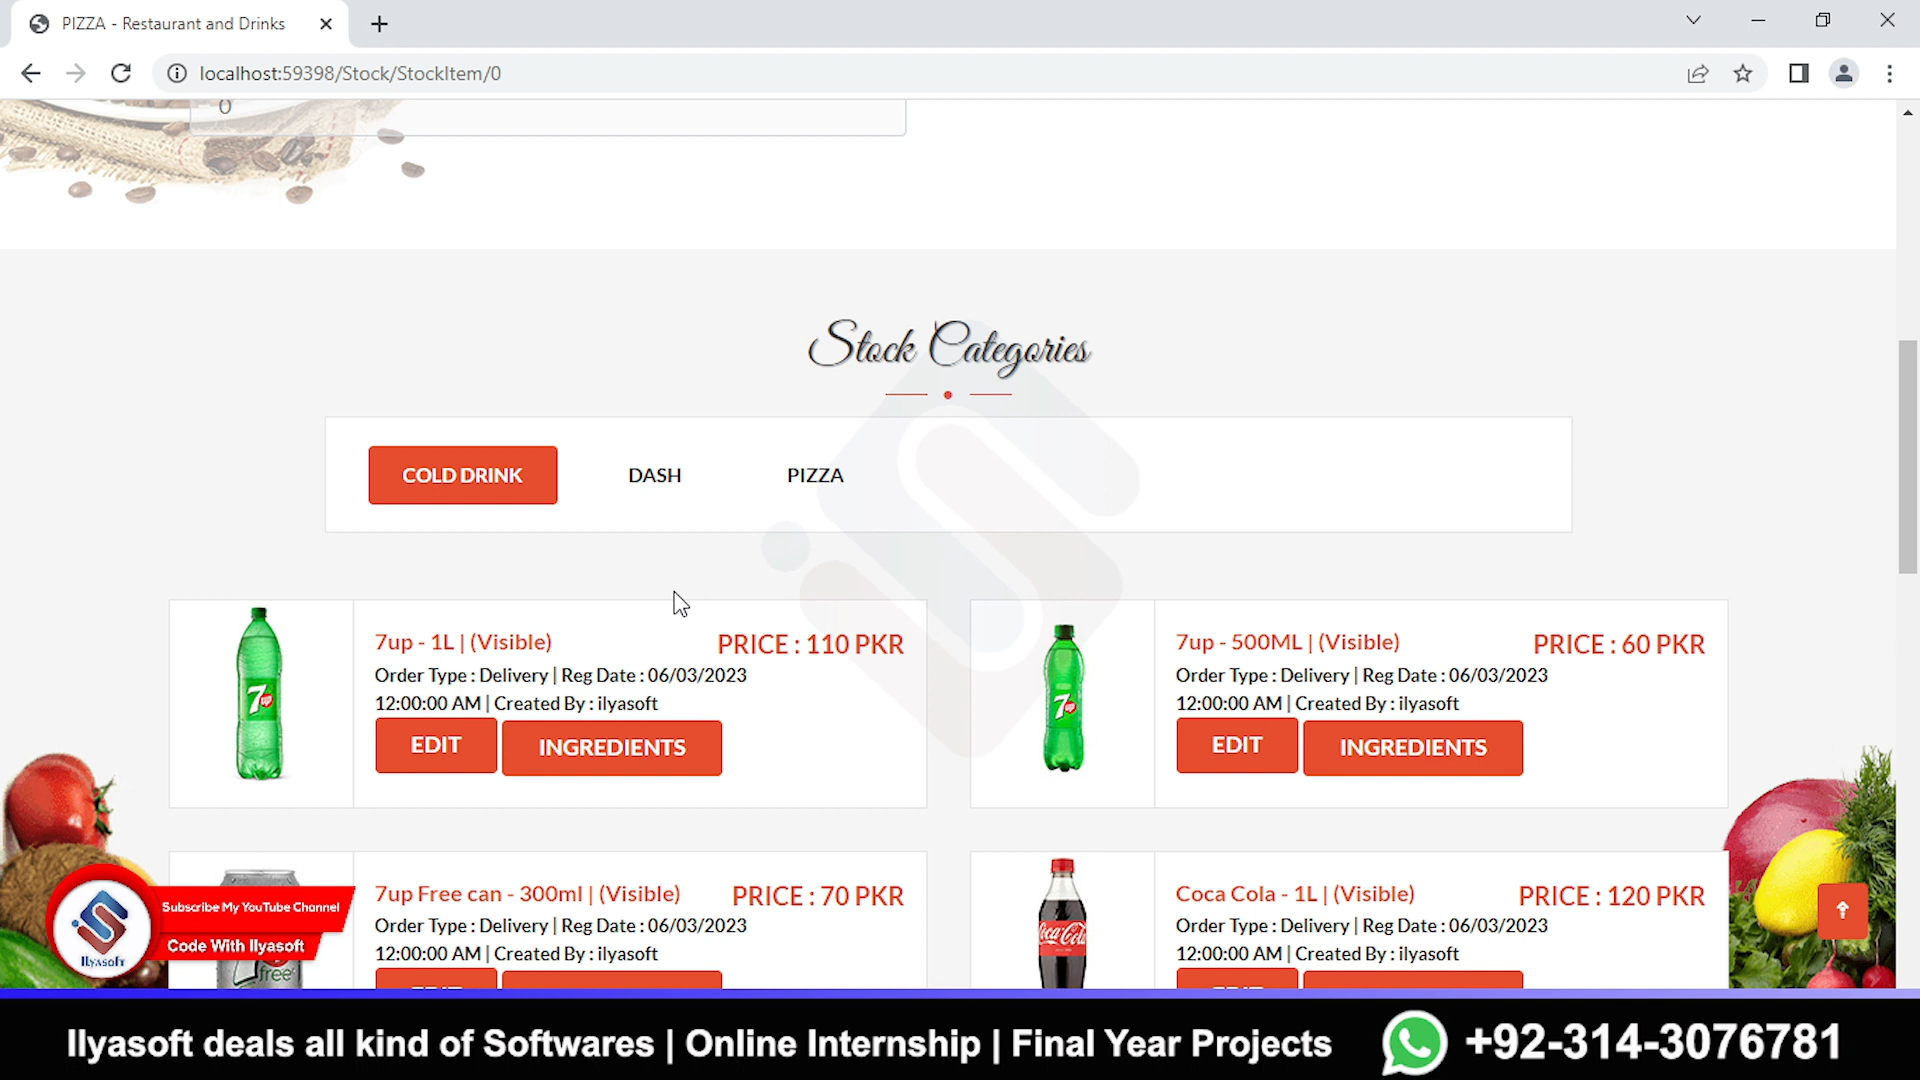 PIZZA - Restaurant and Drinks
localhost:59398/Stock/StockItem/0
0
Stock Categories
COLD DRINK
DASH
PIZZA
7up - 1L | (Visible)
PRICE : 110 PKR
Order Type : Delivery | Reg Date : 06/03/2023
12:00:00 AM | Created By : ilyasoft
EDIT
INGREDIENTS
7up - 500ML | (Visible)
PRICE : 60 PKR
Order Type : Delivery | Reg Date : 06/03/2023
12:00:00 AM | Created By : ilyasoft
EDIT
INGREDIENTS
7up Free can - 300ml | (Visible)
PRICE : 70 PKR
Order Type : Delivery | Reg Date : 06/03/2023
12:00:00 AM | Created By : ilyasoft
Coca Cola - 1L | (Visible)
PRICE : 120 PKR
Order Type : Delivery | Reg Date : 06/03/2023
12:00:00 AM | Created By : ilyasoft
7up
7up
free
Coca-Cola
Subscribe My YouTube Channel
Code With Ilyasoft
Ilyasoft
Ilyasoft deals all kind of Softwares | Online Internship | Final Year Projects
+92-314-3076781